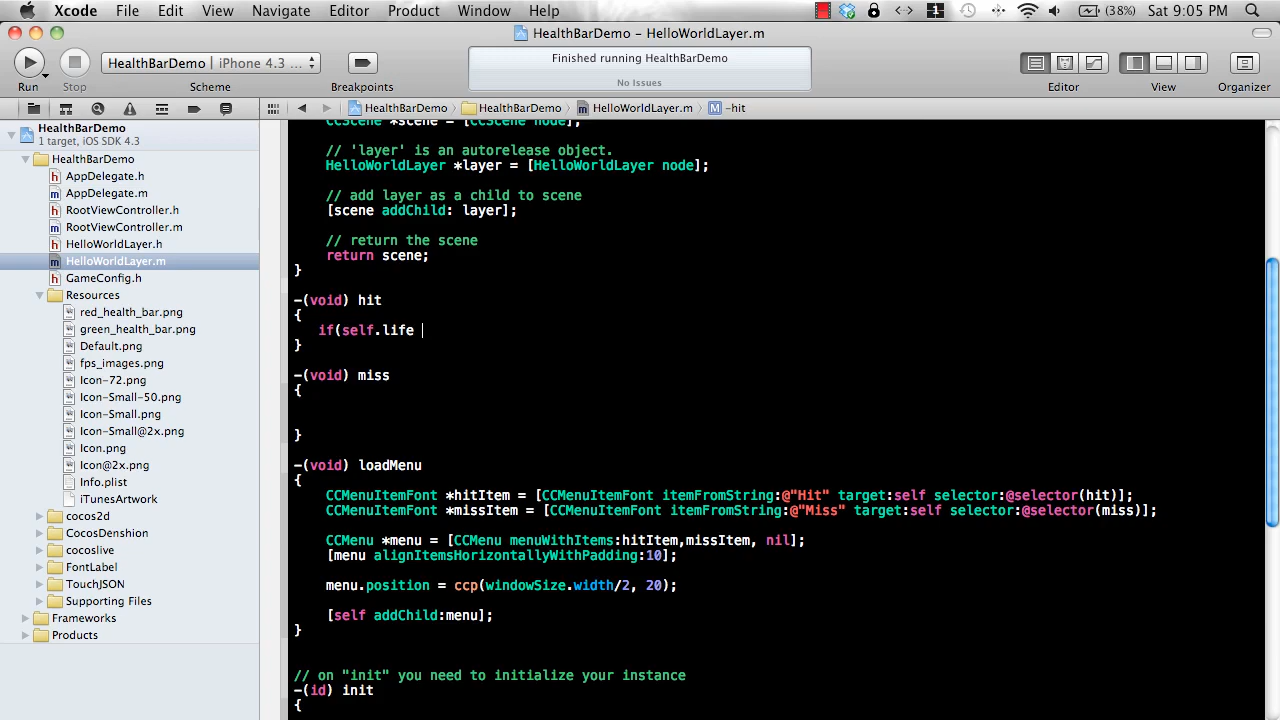 Xcode File Edit View Navigate Editor Product Window Help (38%) Sat 9:05 PM
HealthBarDemo – HelloWorldLayer.m
HealthBarDemo iPhone 4.3 ... Finished running HealthBarDemo
No Issues
Run Stop Scheme Breakpoints Editor View Organizer
HealthBarDemo HealthBarDemo HelloWorldLayer.m -hit
HealthBarDemo
1 target, iOS SDK 4.3
HealthBarDemo
AppDelegate.h
AppDelegate.m
RootViewController.h
RootViewController.m
HelloWorldLayer.h
HelloWorldLayer.m
GameConfig.h
Resources
red_health_bar.png
green_health_bar.png
Default.png
fps_images.png
Icon-72.png
Icon-Small-50.png
Icon-Small.png
Icon-Small@2x.png
Icon.png
Icon@2x.png
Info.plist
iTunesArtwork
cocos2d
CocosDenshion
cocoslive
FontLabel
TouchJSON
Supporting Files
Frameworks
Products
CCScene *scene = [CCScene node];
// 'layer' is an autorelease object.
HelloWorldLayer *layer = [HelloWorldLayer node];
// add layer as a child to scene
[scene addChild: layer];
// return the scene
return scene;
}
-(void) hit
{
if(self.life
}
-(void) miss
{
}
-(void) loadMenu
{
CCMenuItemFont *hitItem = [CCMenuItemFont itemFromString:@"Hit" target:self selector:@selector(hit)];
CCMenuItemFont *missItem = [CCMenuItemFont itemFromString:@"Miss" target:self selector:@selector(miss)];
CCMenu *menu = [CCMenu menuWithItems:hitItem,missItem, nil];
[menu alignItemsHorizontallyWithPadding:10];
menu.position = ccp(windowSize.width/2, 20);
[self addChild:menu];
}
// on "init" you need to initialize your instance
-(id) init
{